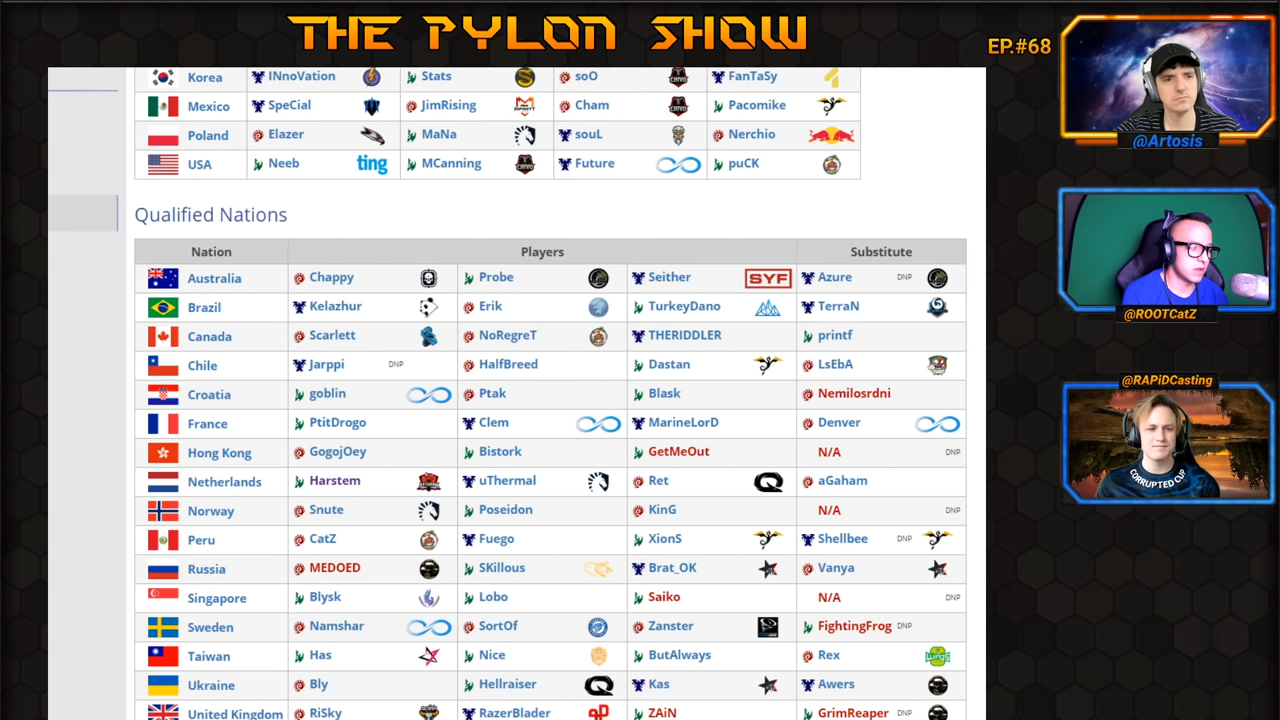 THE PYLON SHOW
EP.#68
Korea INnoVation Stats soO FanTaSy
Mexico SpeCial JimRising Cham Pacomike
Poland Elazer MaNa souL Nerchio
USA Neeb ting MCanning Future puCK
@Artosis
Qualified Nations
Nation Players Substitute
Australia Chappy Probe Seither SYF Azure DNP
Brazil Kelazhur Erik TurkeyDano TerraN
Canada Scarlett NoRegreT THERIDDLER printf
Chile Jarppi DNP HalfBreed Dastan LsEbA
Croatia goblin Ptak Blask Nemilosrdni
France PtitDrogo Clem MarineLorD Denver
Hong Kong GogojOey Bistork GetMeOut N/A DNP
Netherlands Harstem uThermal Ret aGaham
Norway Snute Poseidon KinG N/A DNP
Peru CatZ Fuego XionS Shellbee DNP
Russia MEDOED SKillous Brat_OK Vanya
Singapore Blysk Lobo Saiko N/A DNP
Sweden Namshar SortOf Zanster FightingFrog DNP
Taiwan Has Nice ButAlways Rex
Ukraine Bly Hellraiser Kas Awers
United Kingdom RiSky RazerBlader ZAiN GrimReaper DNP
@ROOTCatZ
@RAPiDCasting
CORRUPTED CUP